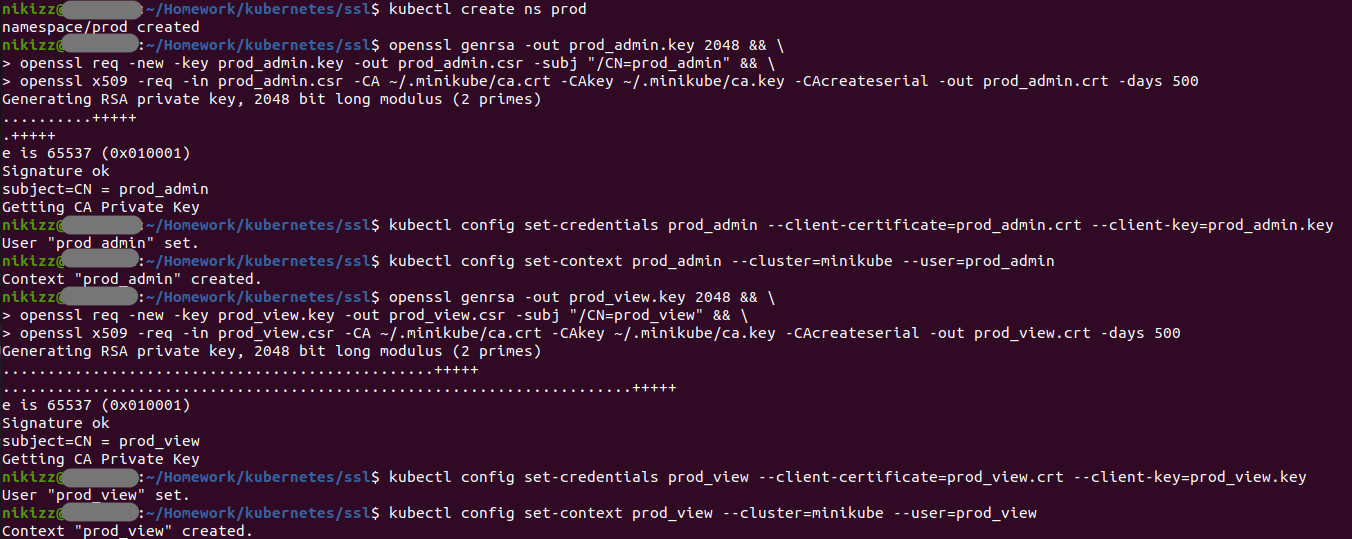 nikizz@:~/Homework/kubernetes/ssl$ kubectl create ns prod
namespace/prod created
nikizz@:~/Homework/kubernetes/ssl$ openssl genrsa -out prod_admin.key 2048 && \
> openssl req -new -key prod_admin.key -out prod_admin.csr -subj "/CN=prod_admin" && \
> openssl x509 -req -in prod_admin.csr -CA ~/.minikube/ca.crt -CAkey ~/.minikube/ca.key -CAcreateserial -out prod_admin.crt -days 500
Generating RSA private key, 2048 bit long modulus (2 primes)
..........+++++
.+++++
e is 65537 (0x010001)
Signature ok
subject=CN = prod_admin
Getting CA Private Key
nikizz@:~/Homework/kubernetes/ssl$ kubectl config set-credentials prod_admin --client-certificate=prod_admin.crt --client-key=prod_admin.key
User "prod_admin" set.
nikizz@:~/Homework/kubernetes/ssl$ kubectl config set-context prod_admin --cluster=minikube --user=prod_admin
Context "prod_admin" created.
nikizz@:~/Homework/kubernetes/ssl$ openssl genrsa -out prod_view.key 2048 && \
> openssl req -new -key prod_view.key -out prod_view.csr -subj "/CN=prod_view" && \
> openssl x509 -req -in prod_view.csr -CA ~/.minikube/ca.crt -CAkey ~/.minikube/ca.key -CAcreateserial -out prod_view.crt -days 500
Generating RSA private key, 2048 bit long modulus (2 primes)
................................................+++++
......................................................................+++++
e is 65537 (0x010001)
Signature ok
subject=CN = prod_view
Getting CA Private Key
nikizz@:~/Homework/kubernetes/ssl$ kubectl config set-credentials prod_view --client-certificate=prod_view.crt --client-key=prod_view.key
User "prod_view" set.
nikizz@:~/Homework/kubernetes/ssl$ kubectl config set-context prod_view --cluster=minikube --user=prod_view
Context "prod_view" created.